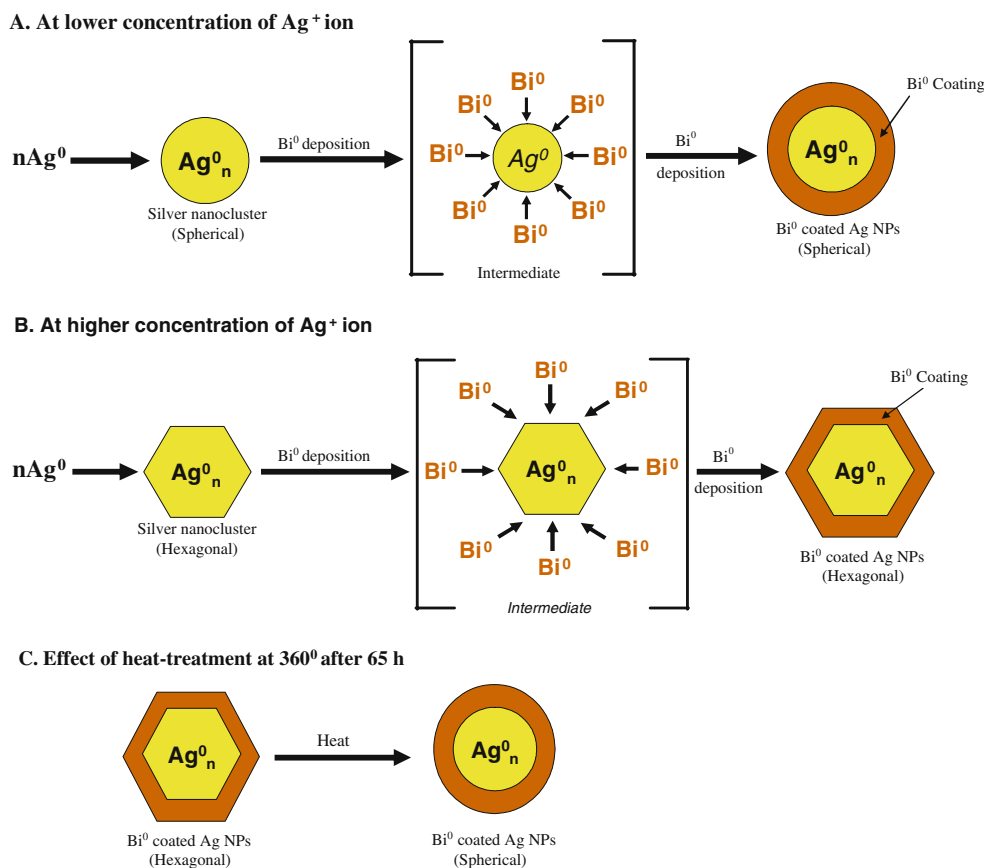 A. At lower concentration of Ag⁺ ion
nAg⁰
Ag⁰ₙ
Silver nanocluster
(Spherical)
Bi⁰ deposition
Bi⁰
Bi⁰
Bi⁰
Bi⁰
Ag⁰
Bi⁰
Bi⁰
Bi⁰
Bi⁰
Intermediate
Bi⁰
deposition
Bi⁰ Coating
Ag⁰ₙ
Bi⁰ coated Ag NPs
(Spherical)
B. At higher concentration of Ag⁺ ion
nAg⁰
Ag⁰ₙ
Silver nanocluster
(Hexagonal)
Bi⁰ deposition
Bi⁰
Bi⁰
Bi⁰
Bi⁰
Ag⁰ₙ
Bi⁰
Bi⁰
Bi⁰
Bi⁰
Intermediate
Bi⁰
deposition
Bi⁰ Coating
Ag⁰ₙ
Bi⁰ coated Ag NPs
(Hexagonal)
C. Effect of heat-treatment at 360⁰ after 65 h
Ag⁰ₙ
Bi⁰ coated Ag NPs
(Hexagonal)
Heat
Ag⁰ₙ
Bi⁰ coated Ag NPs
(Spherical)